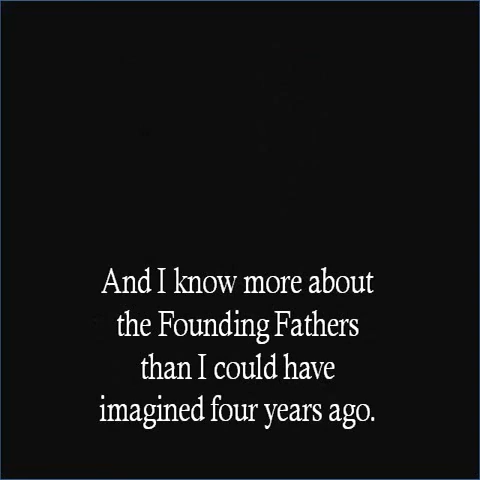 And I know more about
the Founding Fathers
than I could have
imagined four years ago.